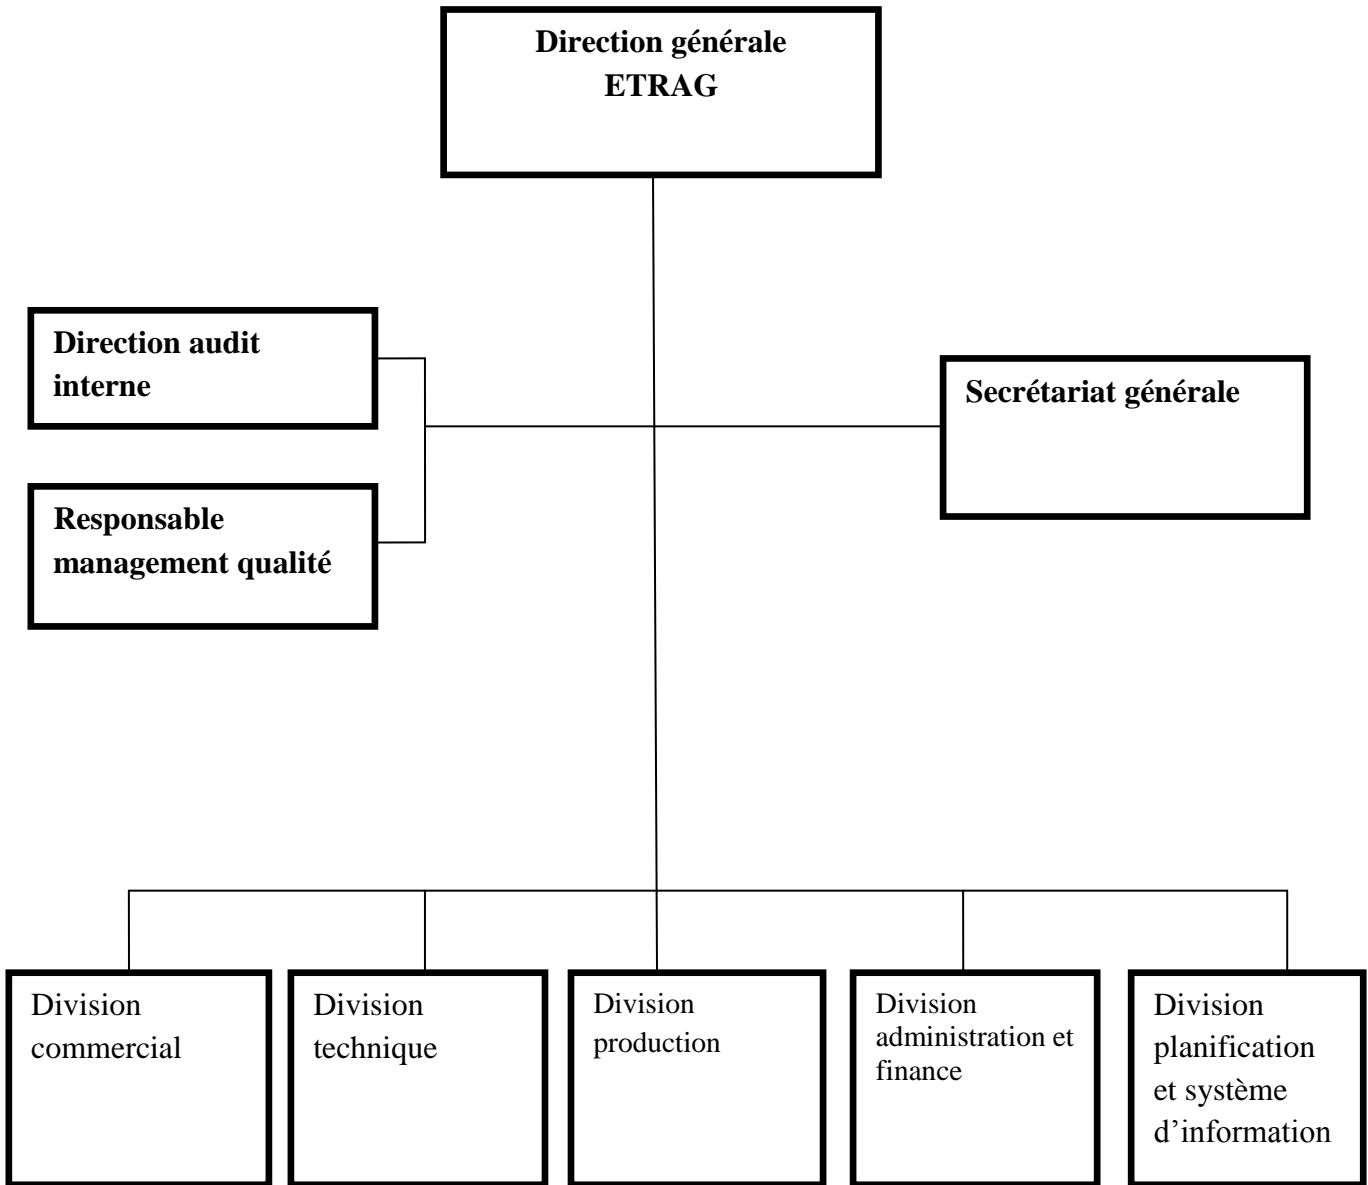 Direction générale
ETRAG
Direction audit
interne
Secrétariat générale
Responsable
management qualité
Division
commercial
Division
technique
Division
production
Division
administration et
finance
Division
planification
et système
d’information